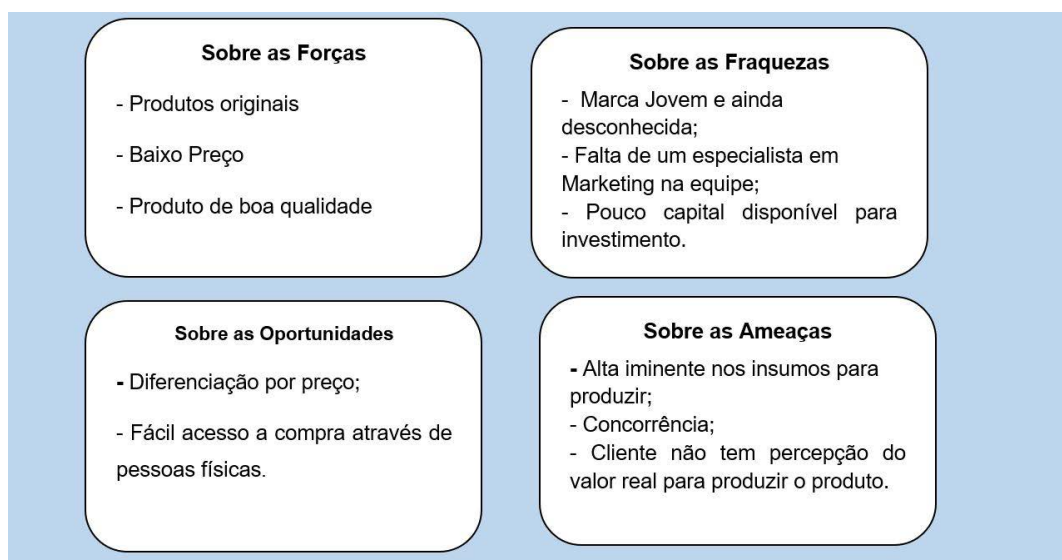 Sobre as Forças
- Produtos originais
- Baixo Preço
- Produto de boa qualidade
Sobre as Fraquezas
- Marca Jovem e ainda
desconhecida;
- Falta de um especialista em
Marketing na equipe;
- Pouco capital disponível para
investimento.
Sobre as Oportunidades
- Diferenciação por preço;
- Fácil acesso a compra através de
pessoas físicas.
Sobre as Ameaças
- Alta iminente nos insumos para
produzir;
- Concorrência;
- Cliente não tem percepção do
valor real para produzir o produto.